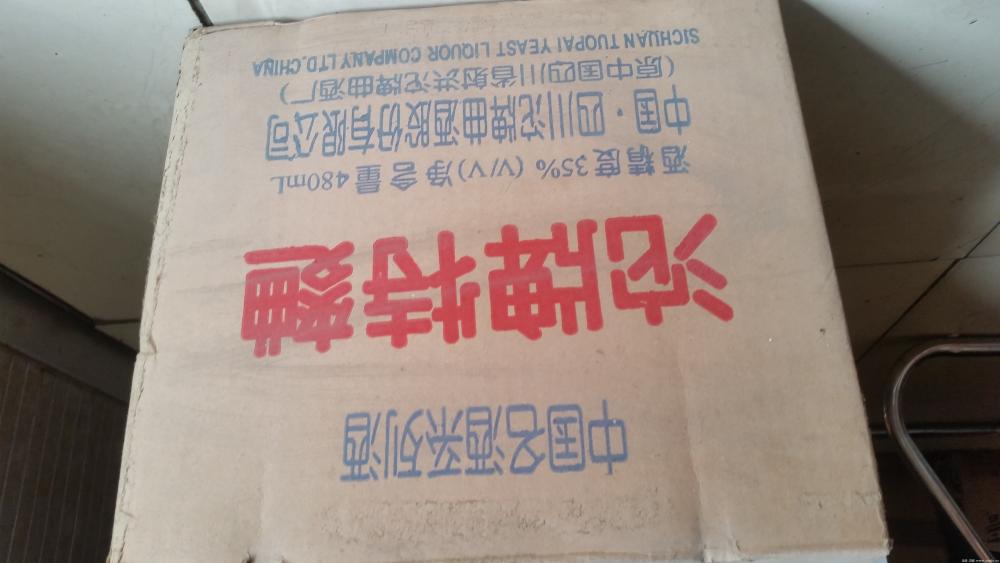 中国名酒系列酒
沱牌特麯
酒精度35% (V/V) 净含量480mL
中国·四川沱牌曲酒股份有限公司
(原中国四川省射洪沱牌曲酒厂)
SICHUAN TUOPAI YEAST LIQUOR COMPANY LTD.CHINA